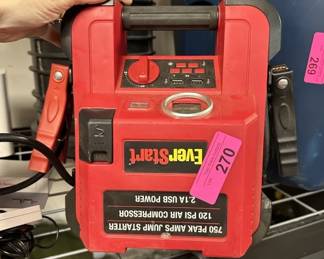 EverStart
750 PEAK AMPS JUMP STARTER
120 PSI AIR COMPRESSOR
2.1A USB POWER
270
269